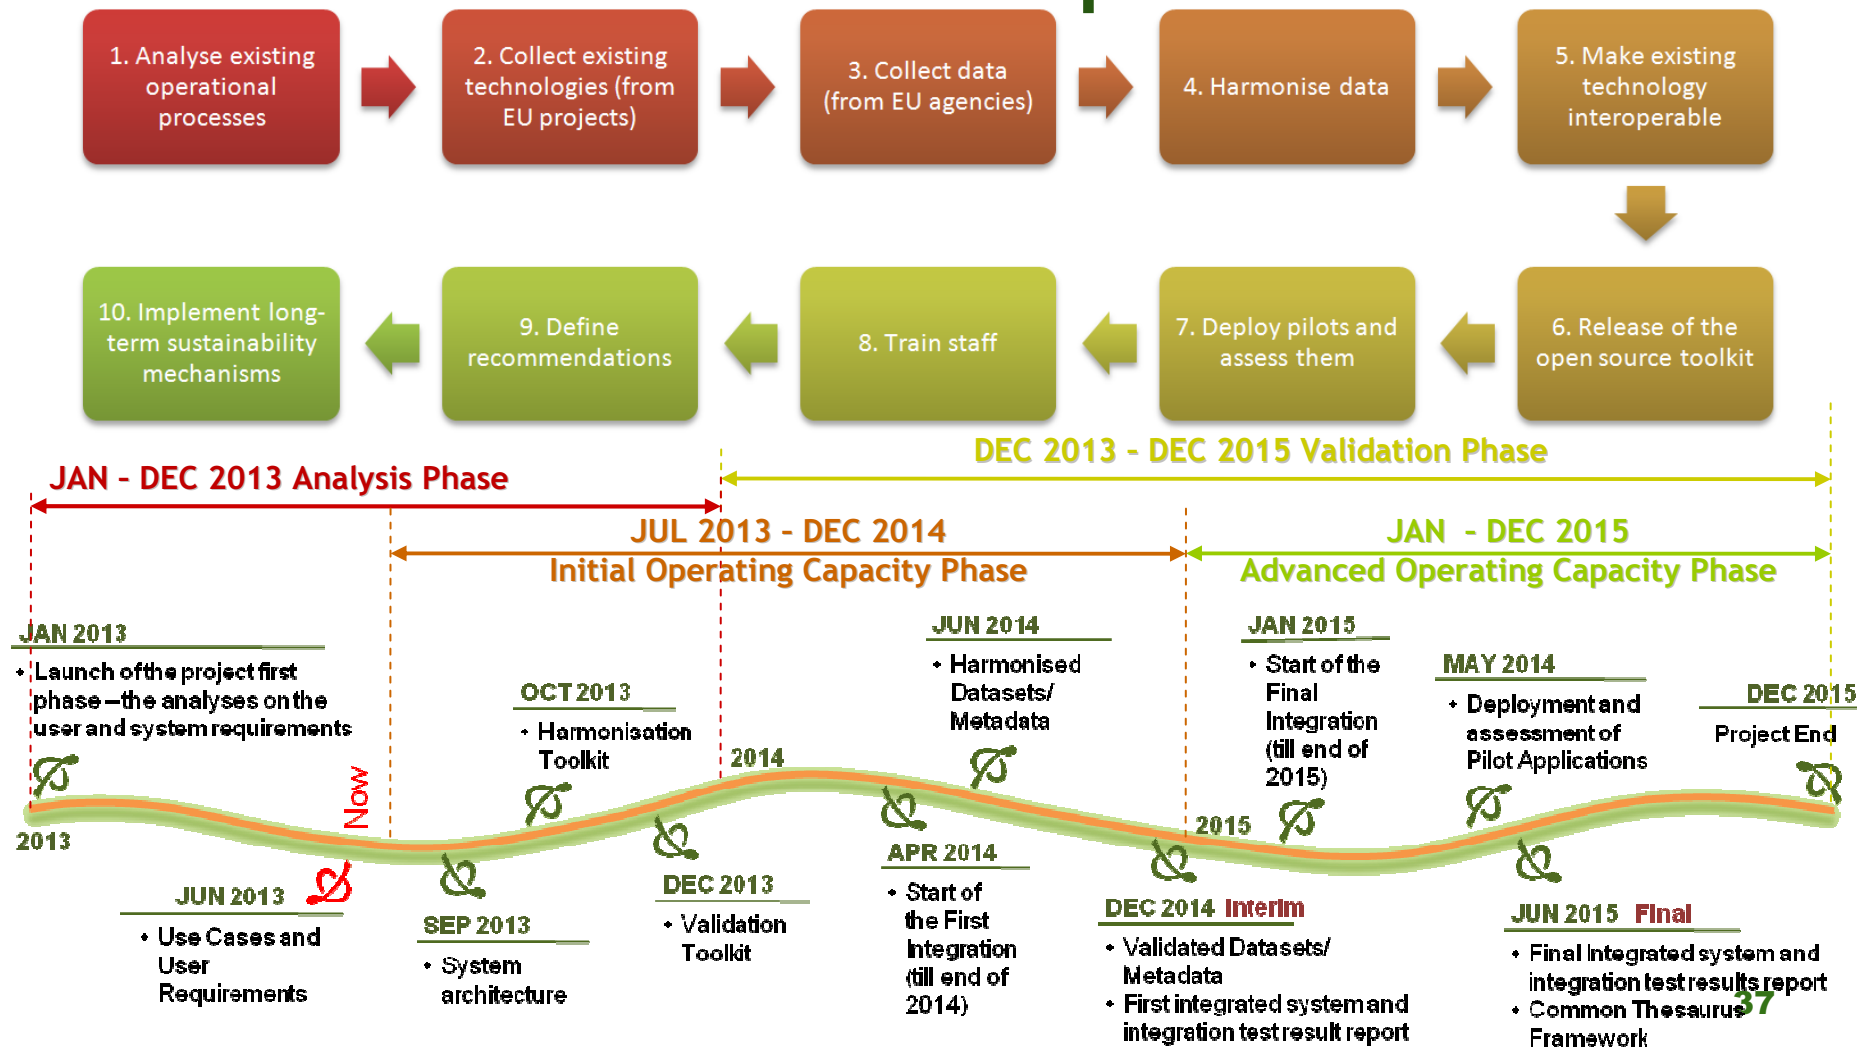 1. Analyse existing
operational
processes
2. Collect existing
technologies (from
EU projects)
3. Collect data
(from EU agencies)
4. Harmonise data
5. Make existing
technology
interoperable
10. Implement long-
term sustainability
mechanisms
9. Define
recommendations
8. Train staff
7. Deploy pilots and
assess them
6. Release of the
open source toolkit
DEC 2013 - DEC 2015 Validation Phase
JAN - DEC 2013 Analysis Phase
JUL 2013 - DEC 2014
Initial Operating Capacity Phase
JAN - DEC 2015
Advanced Operating Capacity Phase
JAN 2013
• Launch of the project first
phase – the analyses on the
user and system requirements
OCT 2013
• Harmonisation
Toolkit
JUN 2014
• Harmonised
Datasets/
Metadata
JAN 2015
• Start of the
Final
Integration
(till end of
2015)
MAY 2014
• Deployment and
assessment of
Pilot Applications
DEC 2015
Project End
2013
Now
2014
2015
JUN 2013
• Use Cases and
User
Requirements
SEP 2013
• System
architecture
DEC 2013
• Validation
Toolkit
APR 2014
• Start of
the First
Integration
(till end of
2014)
DEC 2014 Interim
• Validated Datasets/
Metadata
• First integrated system and
integration test result report
JUN 2015 Final
• Final Integrated system and
integration test results report
• Common Thesaurus
Framework
37